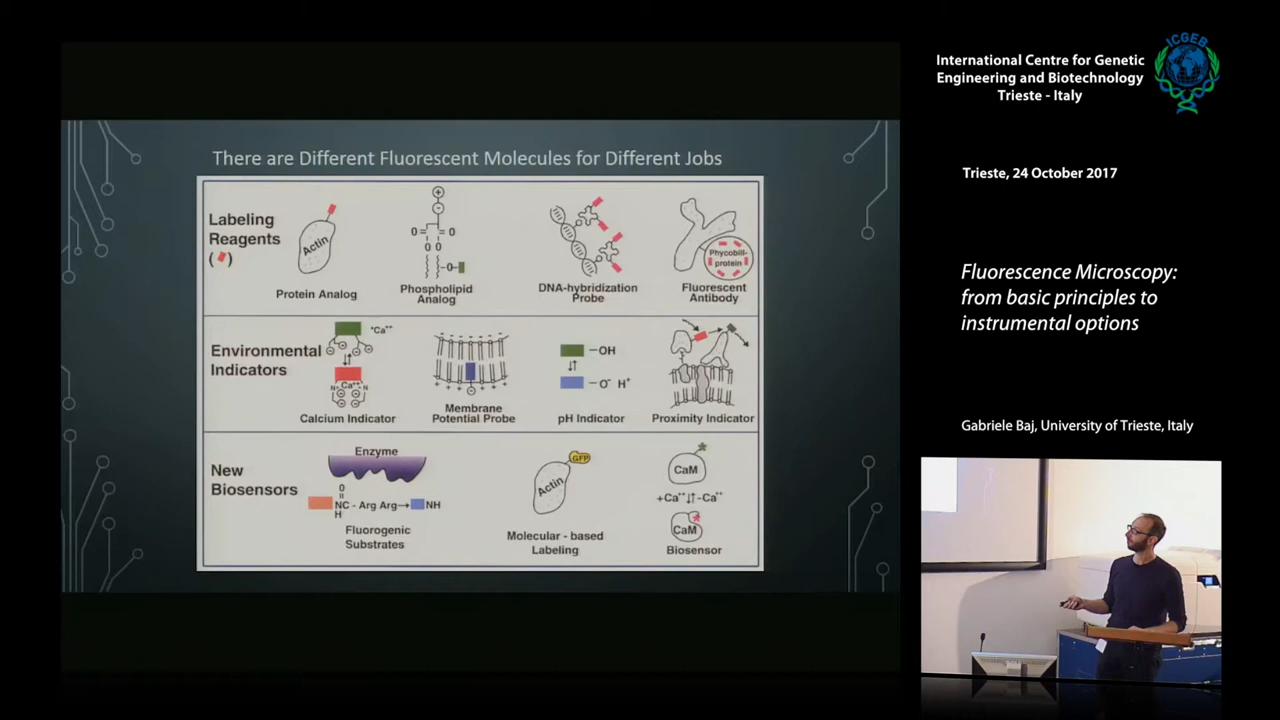 There are Different Fluorescent Molecules for Different Jobs
Labeling
Reagents
( )
Actin
Protein Analog
+
−
O = = O
O O
−O−
Phospholipid
Analog
DNA-hybridization
Probe
Phycobili-
protein
Fluorescent
Antibody
Environmental
Indicators
*Ca++
Ca++
N N
Calcium Indicator
Membrane
Potential Probe
−OH
−O− H+
pH Indicator
Proximity Indicator
New
Biosensors
Enzyme
O
NC - Arg Arg→ NH
H
Fluorogenic
Substrates
GFP
Actin
Molecular - based
Labeling
CaM
+Ca++ -Ca++
CaM
Biosensor
ICGEB
International Centre for Genetic
Engineering and Biotechnology
Trieste - Italy
Trieste, 24 October 2017
Fluorescence Microscopy:
from basic principles to
instrumental options
Gabriele Baj, University of Trieste, Italy